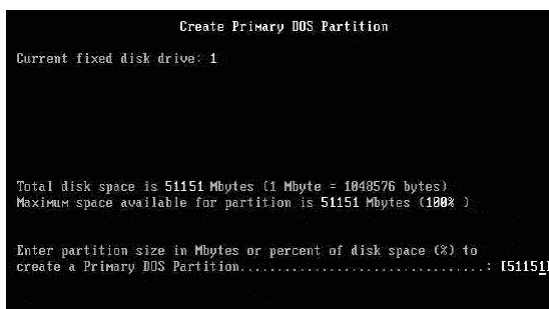 Create Primary DOS Partition
Current fixed disk drive: 1
Total disk space is 51151 Mbytes (1 Mbyte = 1048576 bytes)
Maximum space available for partition is 51151 Mbytes (100% )
Enter partition size in Mbytes or percent of disk space (%) to
create a Primary DOS Partition.................................: [51151]